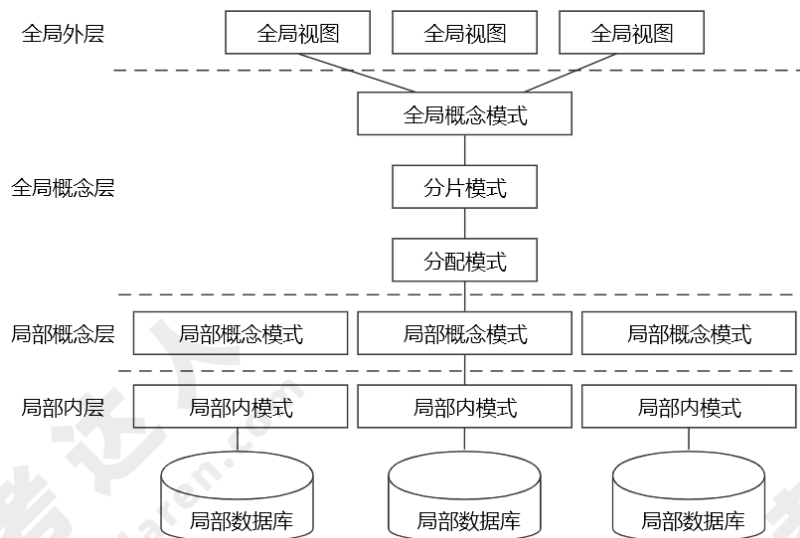 全局外层 全局视图 全局视图 全局视图
全局概念模式
全局概念层 分片模式
分配模式
局部概念层 局部概念模式 局部概念模式 局部概念模式
局部内层 局部内模式 局部内模式 局部内模式
局部数据库 局部数据库 局部数据库